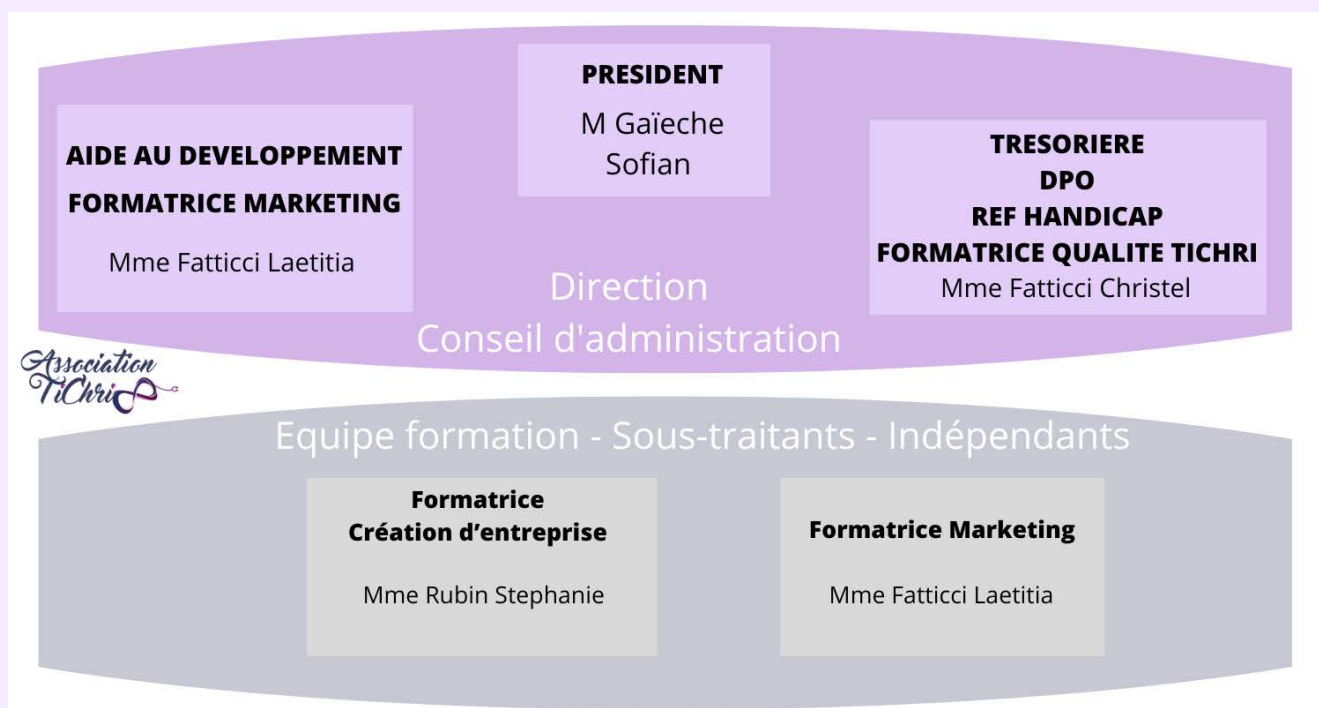 PRESIDENT
M Gaïeche
Sofian
AIDE AU DEVELOPPEMENT
FORMATRICE MARKETING
Mme Fatticci Laetitia
TRESORIERE
DPO
REF HANDICAP
FORMATRICE QUALITE TICHRI
Mme Fatticci Christel
Direction
Conseil d'administration
Association
TiChri
Equipe formation - Sous-traitants - Indépendants
Formatrice
Création d’entreprise
Mme Rubin Stephanie
Formatrice Marketing
Mme Fatticci Laetitia